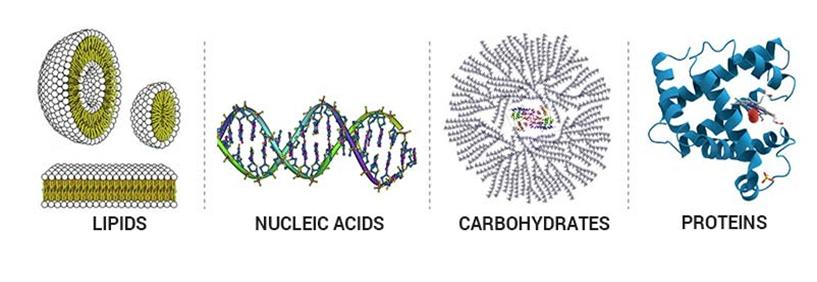 LIPIDS
NUCLEIC ACIDS
CARBOHYDRATES
PROTEINS